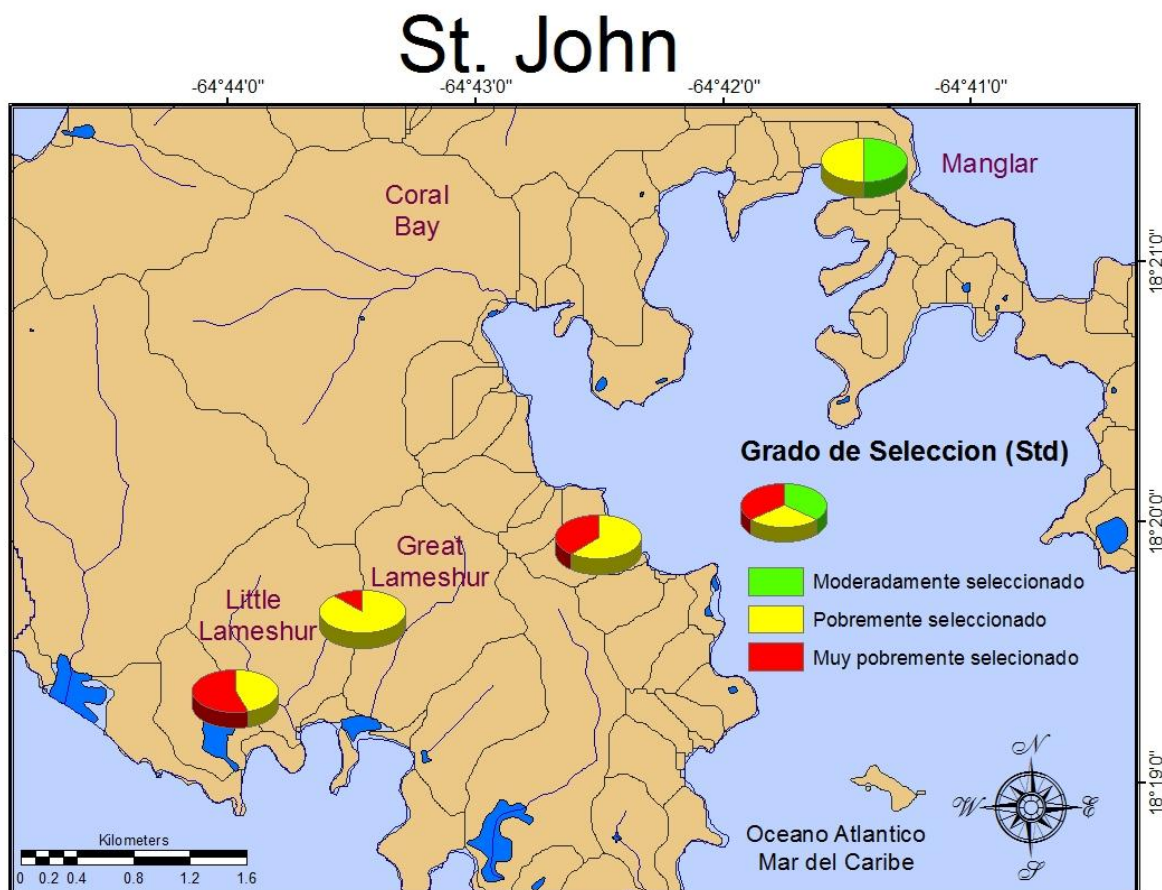 St. John
-64°44'0" -64°43'0" -64°42'0" -64°41'0"
Manglar
Coral
Bay
18°21'0"
Grado de Seleccion (Std)
18°20'0"
Great
Lameshur
Moderadamente seleccionado
Little
Lameshur
Pobremente seleccionado
Muy pobremente selecionado
N
W E
S
18°19'0"
Oceano Atlantico
Mar del Caribe
Kilometers
0 0.2 0.4 0.8 1.2 1.6